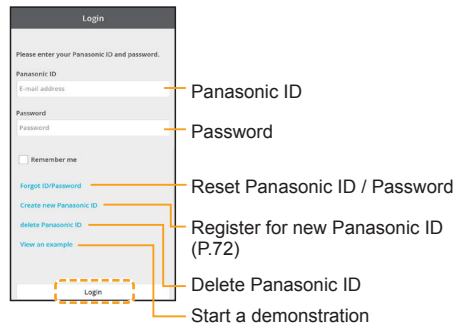 Login
Please enter your Panasonic ID and password.
Panasonic ID
E-mail address
Panasonic ID
Password
Password
Password
Remember me
Forgot ID/Password
Reset Panasonic ID / Password
Create new Panasonic ID
Register for new Panasonic ID
(P.72)
delete Panasonic ID
Delete Panasonic ID
View an example
Start a demonstration
Login